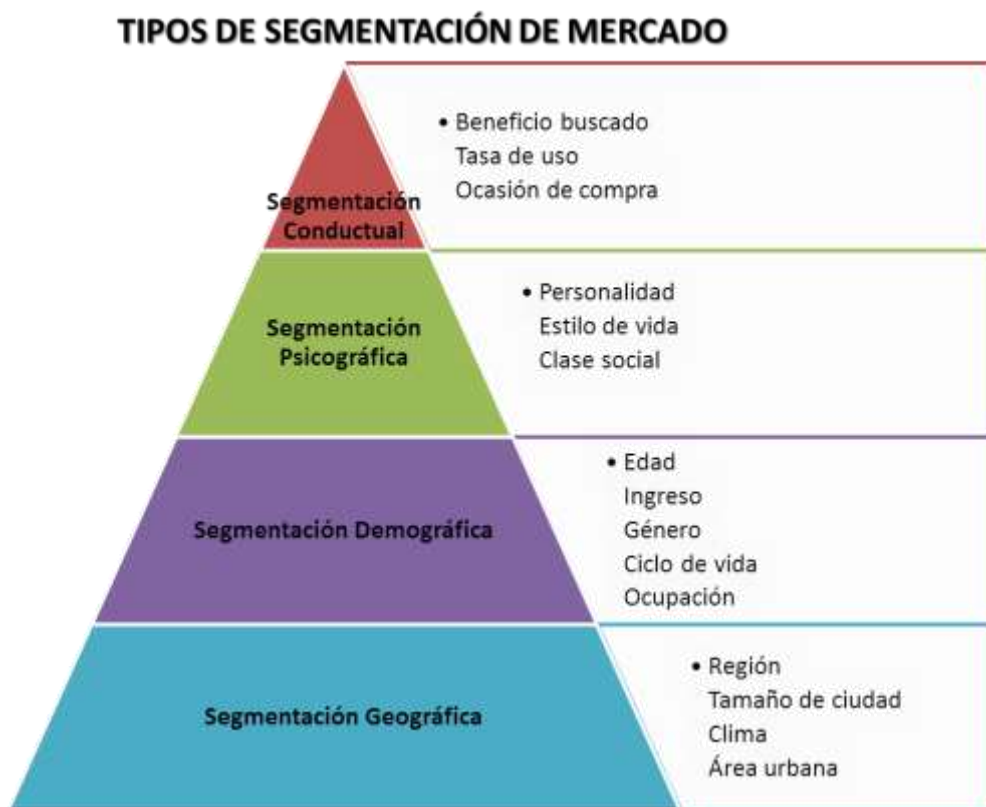 TIPOS DE SEGMENTACIÓN DE MERCADO
Segmentación
Conductual
• Beneficio buscado
Tasa de uso
Ocasión de compra
Segmentación
Psicográfica
• Personalidad
Estilo de vida
Clase social
Segmentación Demográfica
• Edad
Ingreso
Género
Ciclo de vida
Ocupación
Segmentación Geográfica
• Región
Tamaño de ciudad
Clima
Área urbana